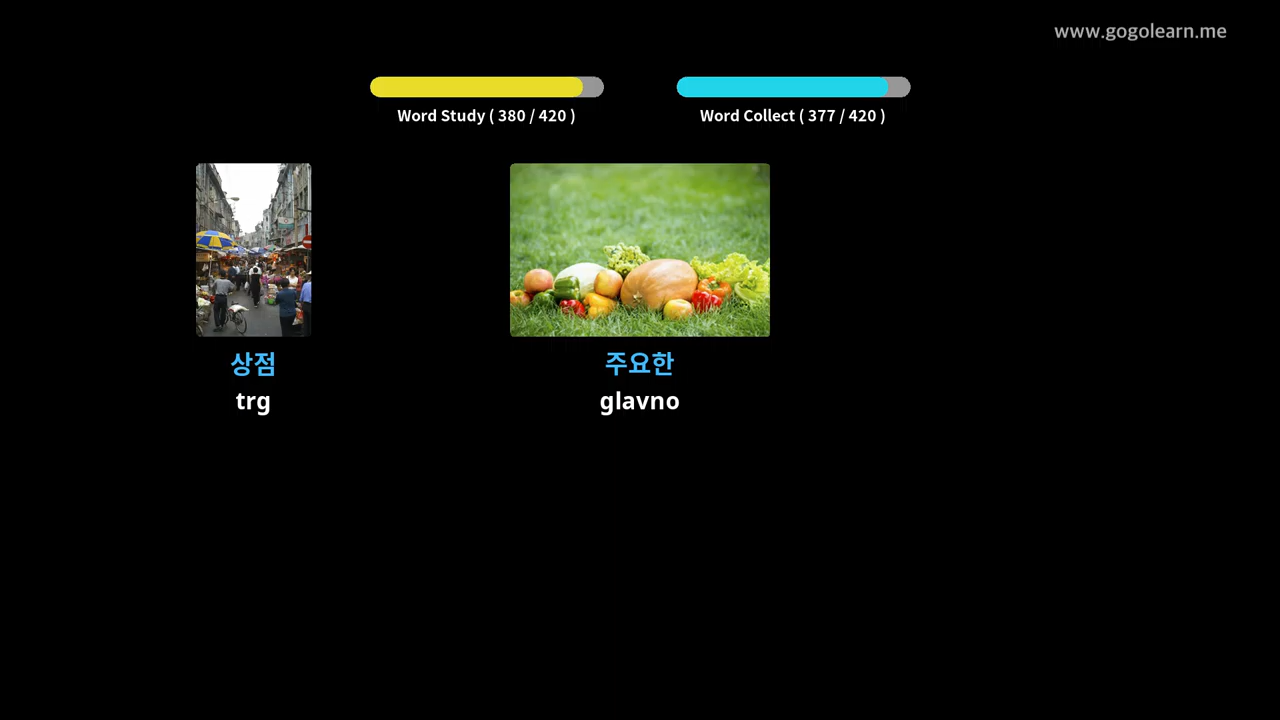 www.gogolearn.me
Word Study ( 380 / 420 )
Word Collect ( 377 / 420 )
상점
trg
주요한
glavno